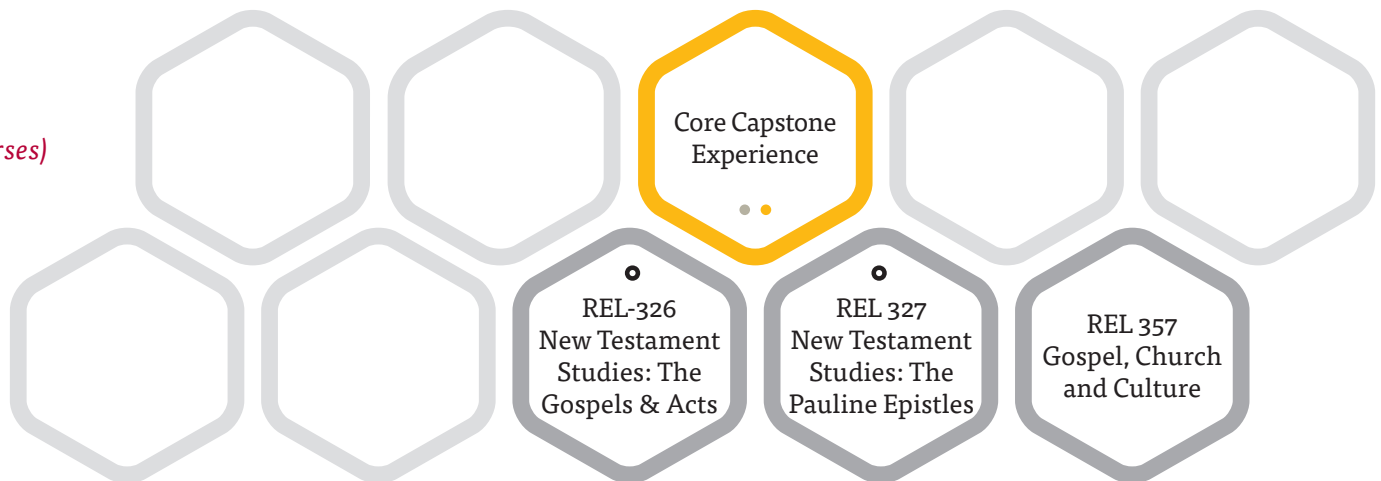 rses)
Core Capstone
Experience
REL-326
New Testament
Studies: The
Gospels & Acts
REL 327
New Testament
Studies: The
Pauline Epistles
REL 357
Gospel, Church
and Culture